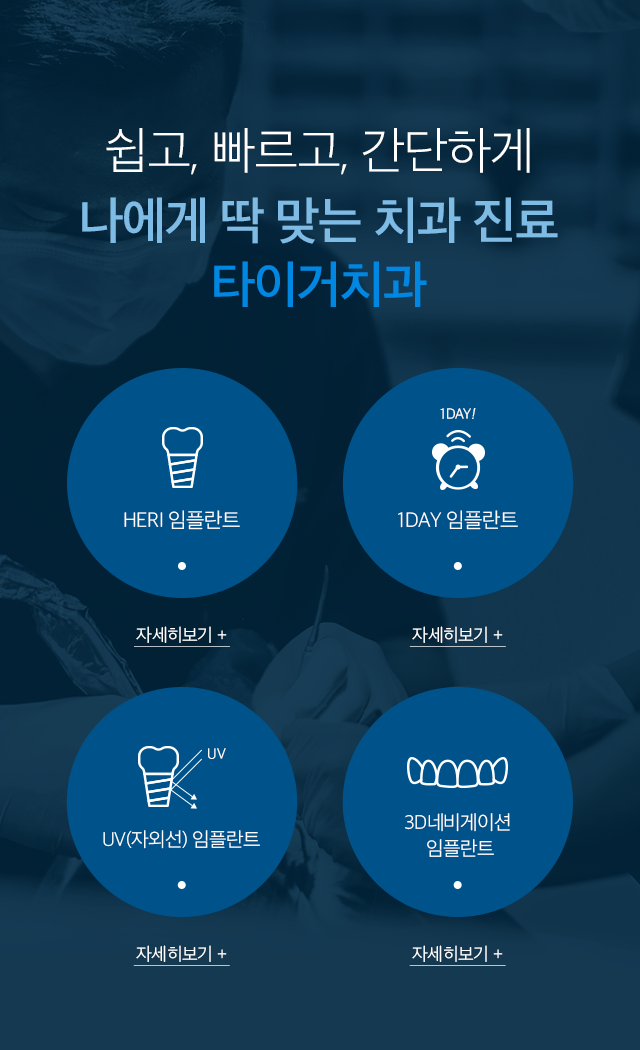 쉽고, 빠르고, 간단하게
나에게 딱 맞는 치과 진료
타이거치과
HERI 임플란트
자세히보기 +
1DAY!
1DAY 임플란트
자세히보기 +
UV
UV(자외선) 임플란트
자세히보기 +
3D네비게이션
임플란트
자세히보기 +